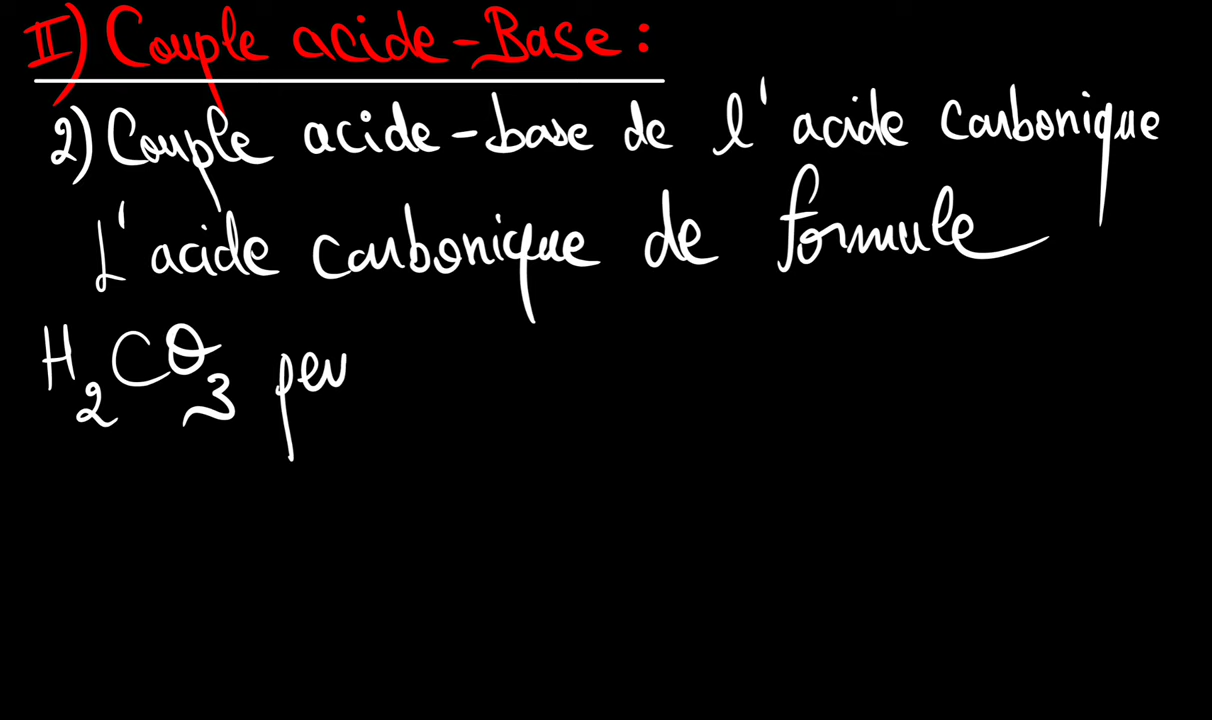 II) Couple acide-Base:
2) Couple acide-base de l'acide carbonique
L'acide carbonique de formule
H₂CO₃ peu